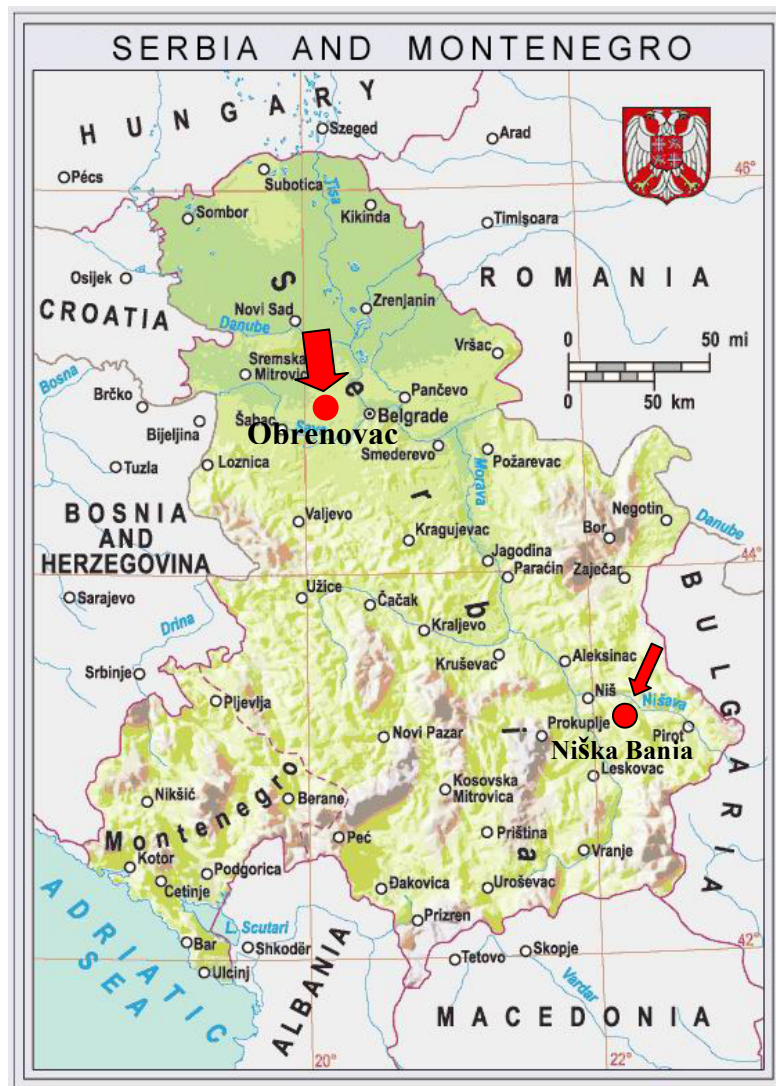 SERBIA AND MONTENEGRO
HUNGARY
Szeged
Arad
Pécs
46°
Subotica
Tisa
Sombor
Kikinda
Timişoara
Osijek
ROMANIA
CROATIA
Novi Sad
Zrenjanin
Danube
0 50 mi
Vršac
Sremska
Mitrovic
Bosna
Pančevo
0 50 km
Brčko
Šabac
Belgrade
Bijeljina
Sava
Obrenovac
Smederevo
Požarevac
Tuzla
Loznica
Morava
Serbia
BOSNIA
AND
HERZEGOVINA
Valjevo
Kragujevac
Negotin
Bor
Danube
Jagodina
44°
Paraćin
Zaječar
Užice
Čačak
Sarajevo
Drina
Kraljevo
BULGARIA
Kruševac
Aleksinac
Srbinje
Niš
Nišava
Pljevlja
Novi Pazar
Prokuplje
Pirot
Niška Bania
Leskovac
Kosovska
Mitrovica
Nikšić
Berane
Montenegro
Peć
Priština
Vranje
Kotor
Podgorica
Cetinje
Đakovica
Uroševac
Prizren
ADRIATIC
SEA
L. Scutari
Bar
Shkodër
42°
Skopje
Tetovo
Ulcinj
ALBANIA
Vardar
MACEDONIA
20°
22°